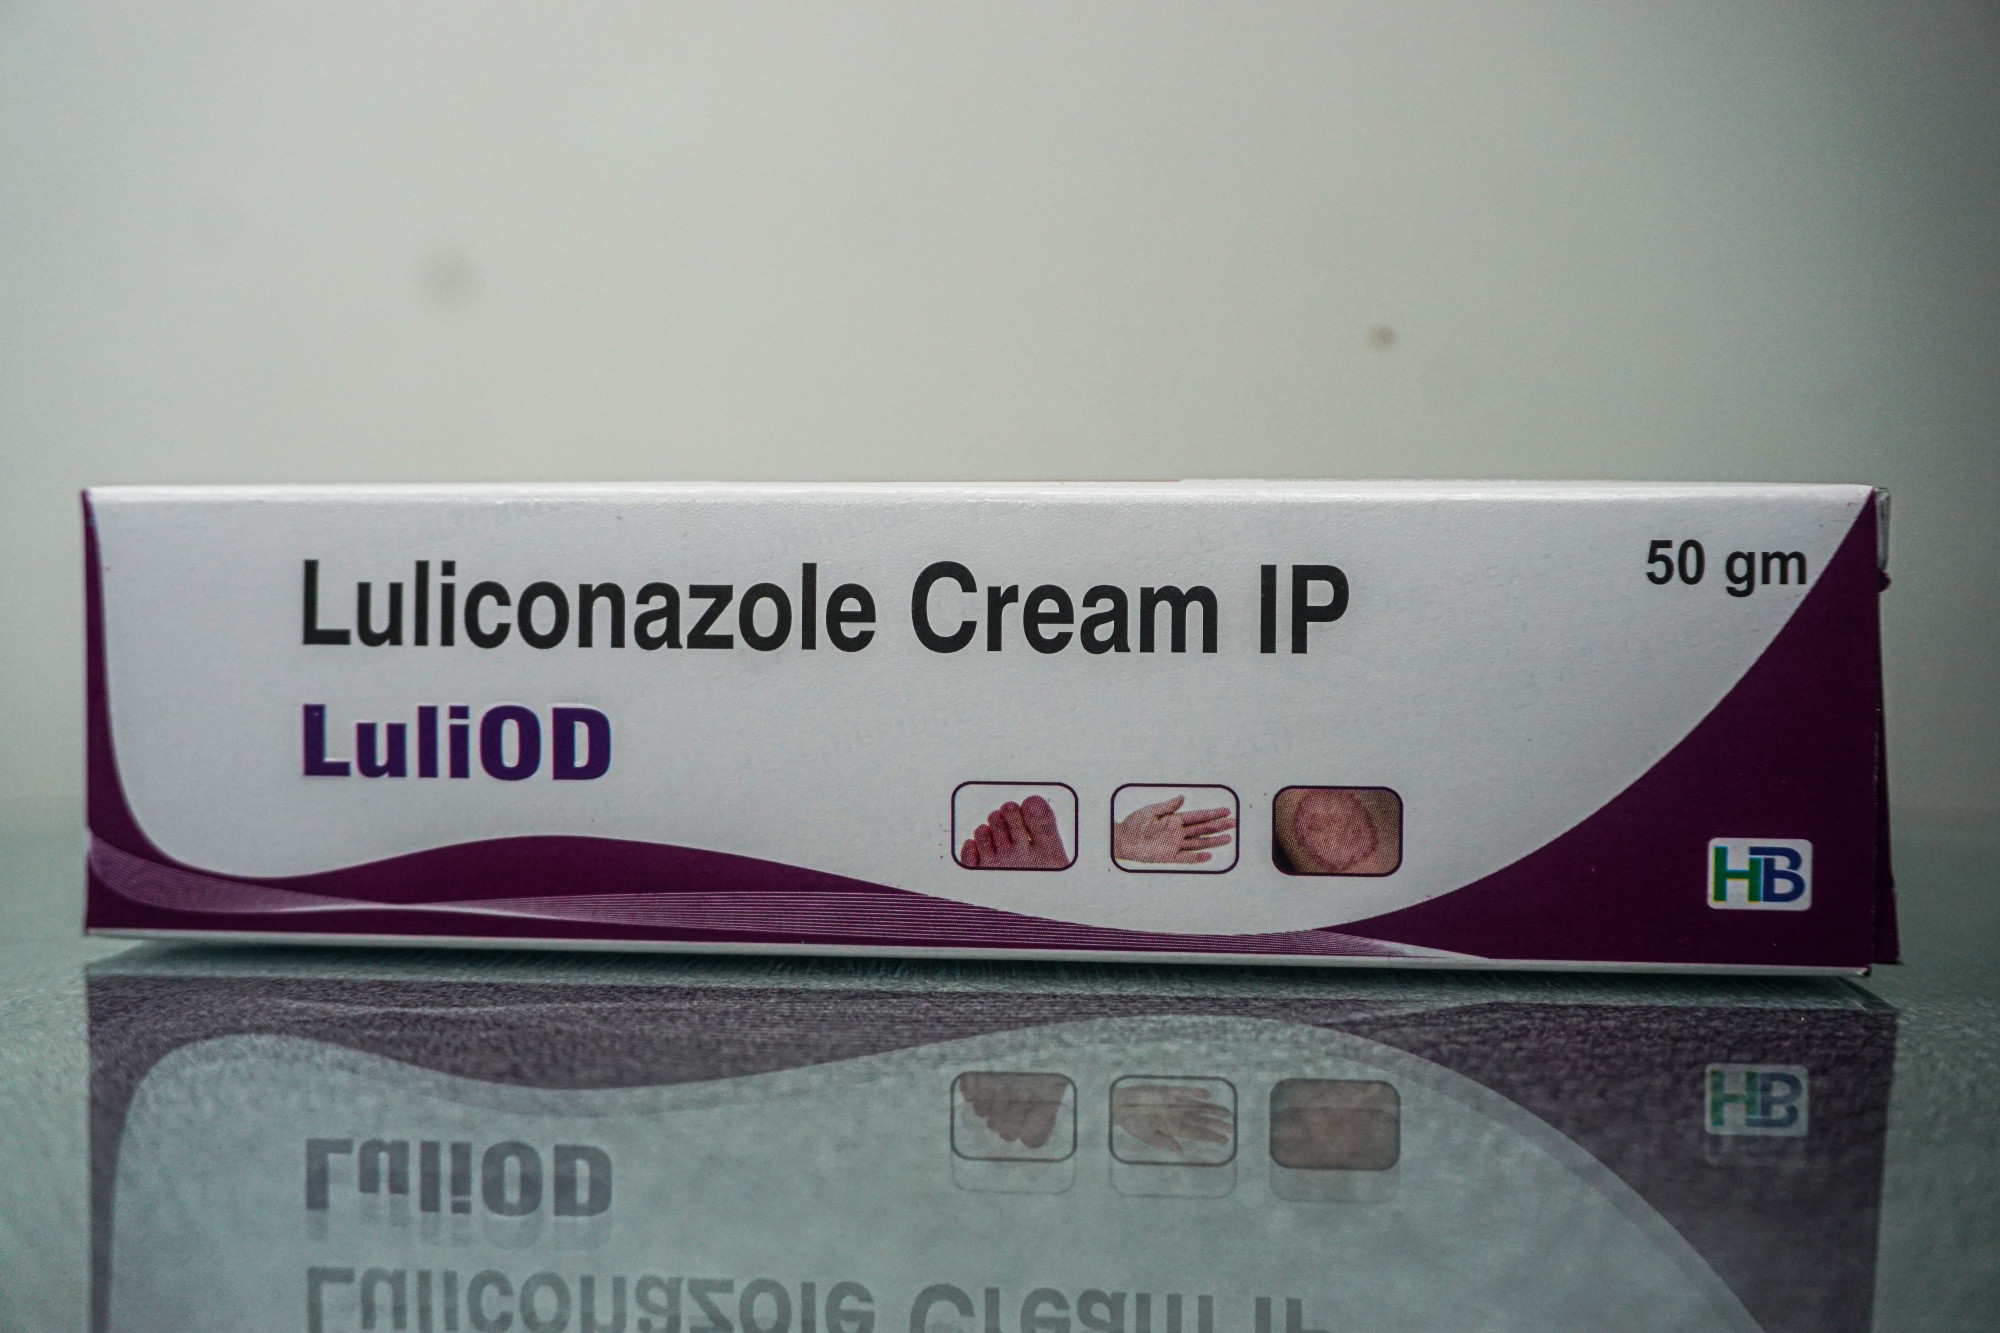 Luliconazole Cream IP
50 gm
LuliOD
HB